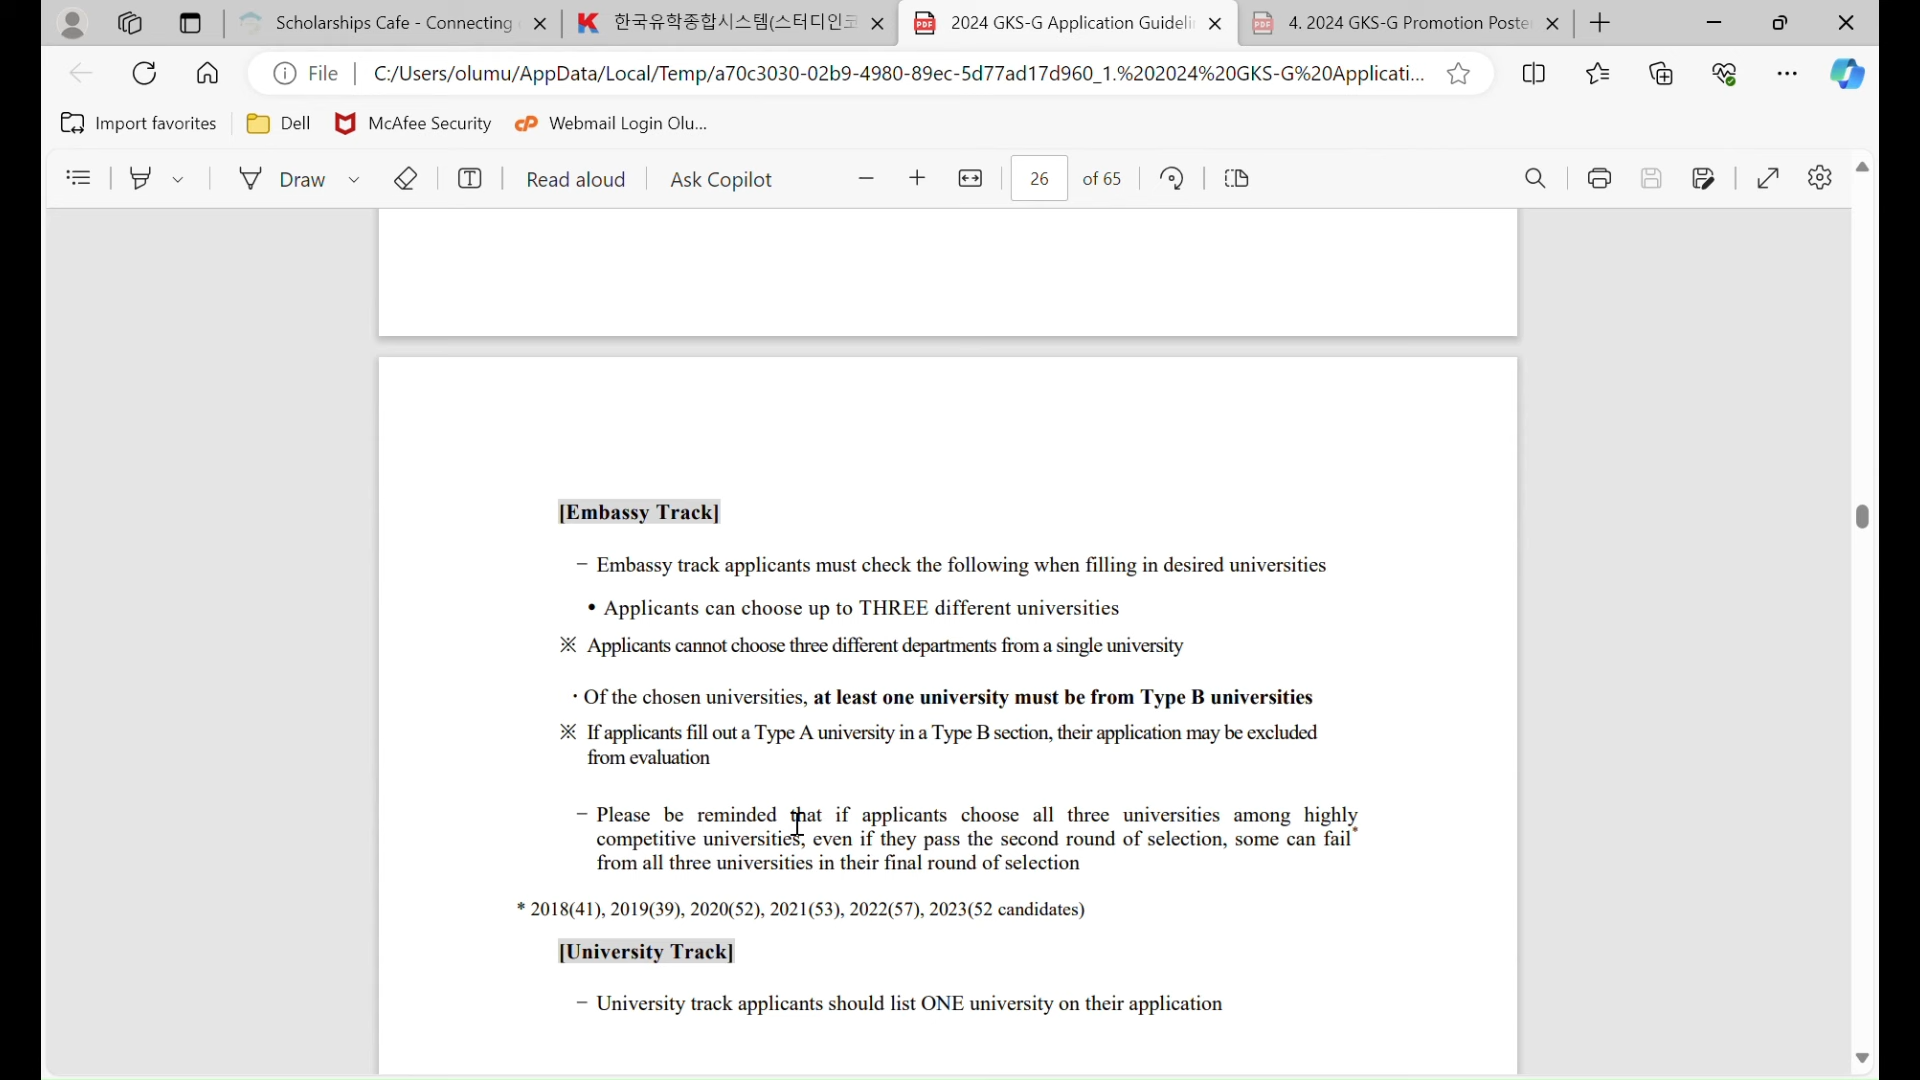 Scholarships Cafe - Connecting
한국유학종합시스템(스터디인코
2024 GKS-G Application Guideli
4. 2024 GKS-G Promotion Poste
File
C:/Users/olumu/AppData/Local/Temp/a70c3030-02b9-4980-89ec-5d77ad17d960_1.%202024%20GKS-G%20Applicati...
Import favorites
Dell
McAfee Security
Webmail Login Olu...
Draw
Read aloud
Ask Copilot
26
of 65
[Embassy Track]
– Embassy track applicants must check the following when filling in desired universities
• Applicants can choose up to THREE different universities
※ Applicants cannot choose three different departments from a single university
· Of the chosen universities, at least one university must be from Type B universities
※ If applicants fill out a Type A university in a Type B section, their application may be excluded
from evaluation
– Please be reminded that if applicants choose all three universities among highly
competitive universities, even if they pass the second round of selection, some can fail*
from all three universities in their final round of selection
* 2018(41), 2019(39), 2020(52), 2021(53), 2022(57), 2023(52 candidates)
[University Track]
– University track applicants should list ONE university on their application